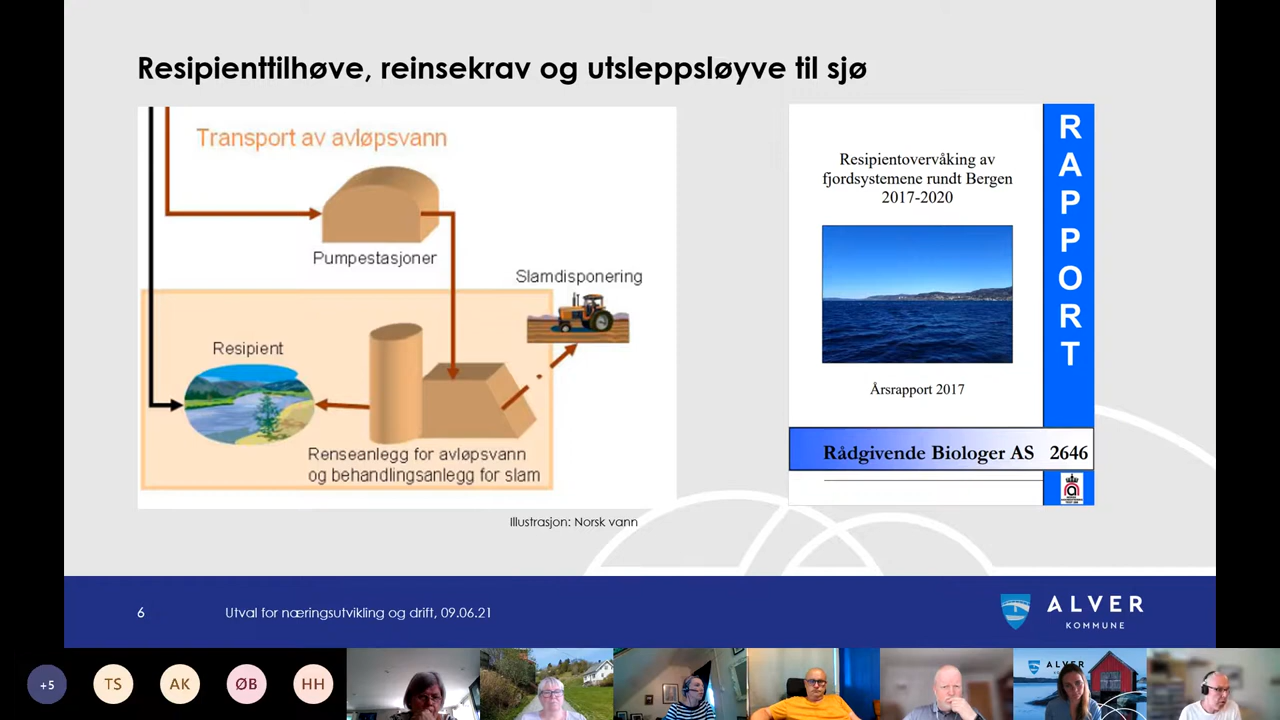 Resipienttilhøve, reinsekrav og utsleppsløyve til sjø
Transport av avløpsvann
Pumpestasjoner
Slamdisponering
Resipient
Renseanlegg for avløpsvann
og behandlingsanlegg for slam
Illustrasjon: Norsk vann
Resipientovervåking av
fjordsystemene rundt Bergen
2017-2020
Årsrapport 2017
Rådgivende Biologer AS 2646
R
A
P
P
O
R
T
6
Utval for næringsutvikling og drift, 09.06.21
ALVER
KOMMUNE
+5
TS
AK
ØB
HH
ALVER